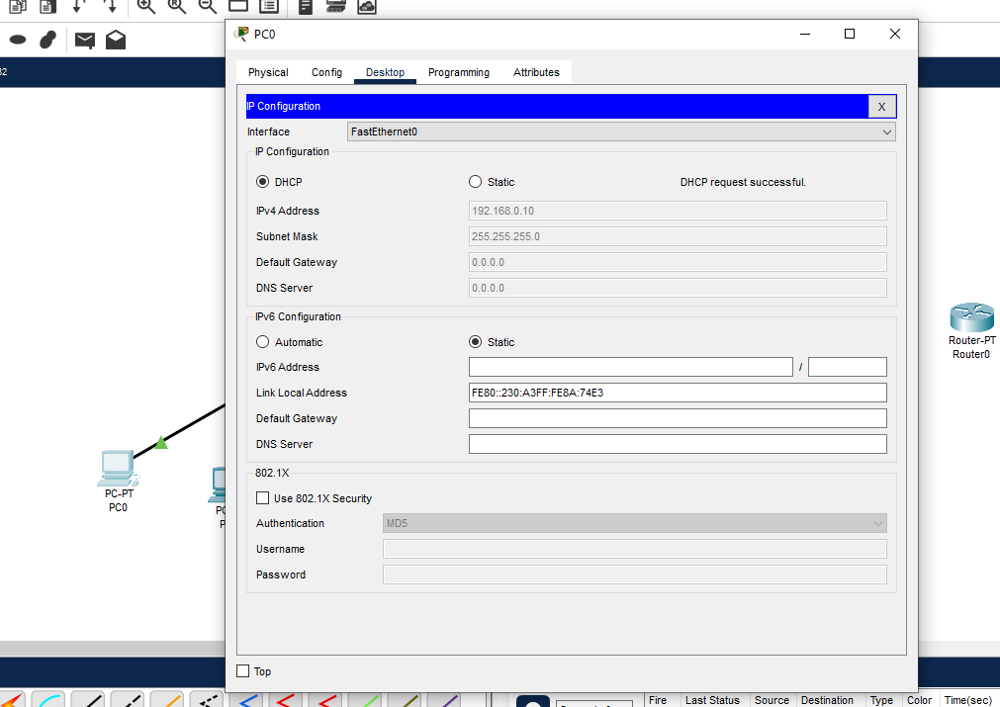 PC0
32
Physical Config Desktop Programming Attributes
IP Configuration X
Interface FastEthernet0
IP Configuration
DHCP Static DHCP request successful.
IPv4 Address 192.168.0.10
Subnet Mask 255.255.255.0
Default Gateway 0.0.0.0
DNS Server 0.0.0.0
IPv6 Configuration
Automatic Static
IPv6 Address /
Link Local Address FE80::230:A3FF:FE8A:74E3
Default Gateway
DNS Server
802.1X
Use 802.1X Security
Authentication MD5
Username
Password
Top
Router-PT
Router0
PC-PT
PC0
PC
P
Fire Last Status Source Destination Type Color Time(sec)